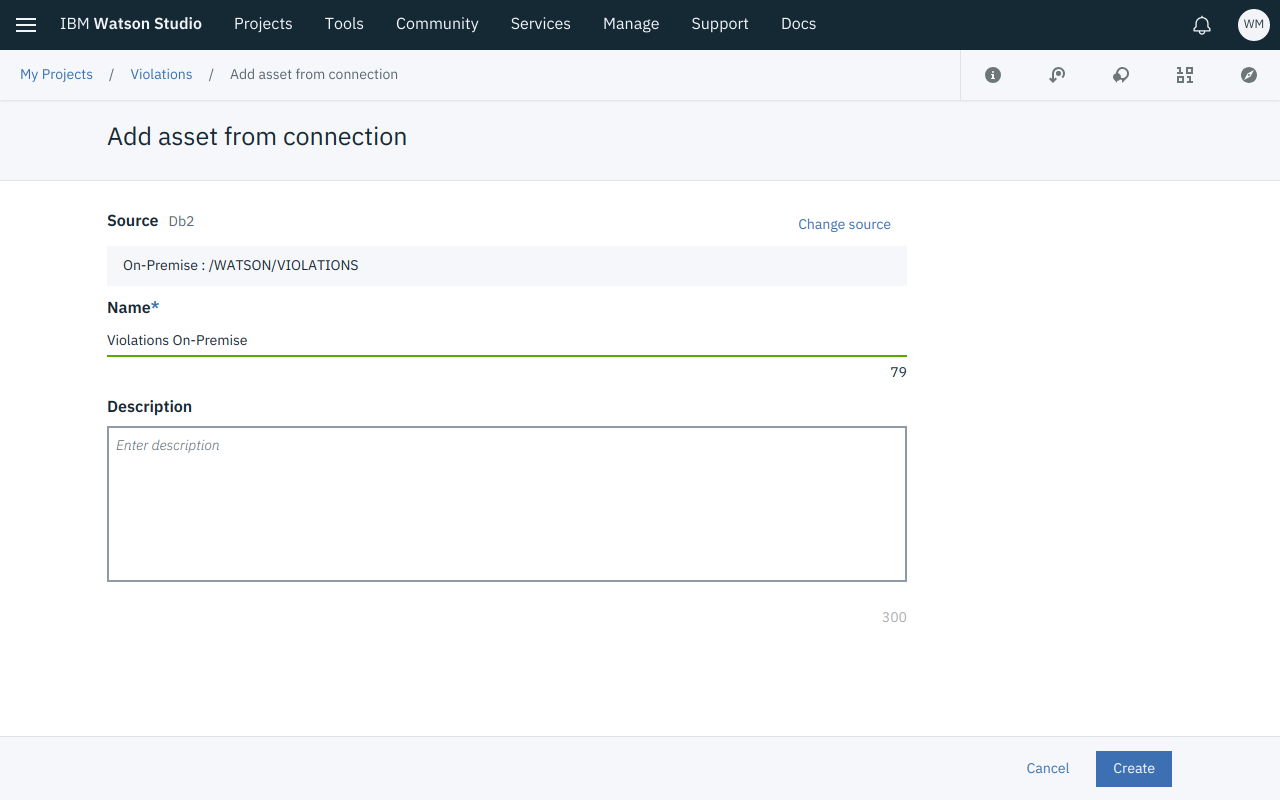 IBM Watson Studio Projects Tools Community Services Manage Support Docs WM
My Projects / Violations / Add asset from connection
Add asset from connection
Source Db2 Change source
On-Premise : /WATSON/VIOLATIONS
Name*
Violations On-Premise
79
Description
Enter description
300
Cancel Create